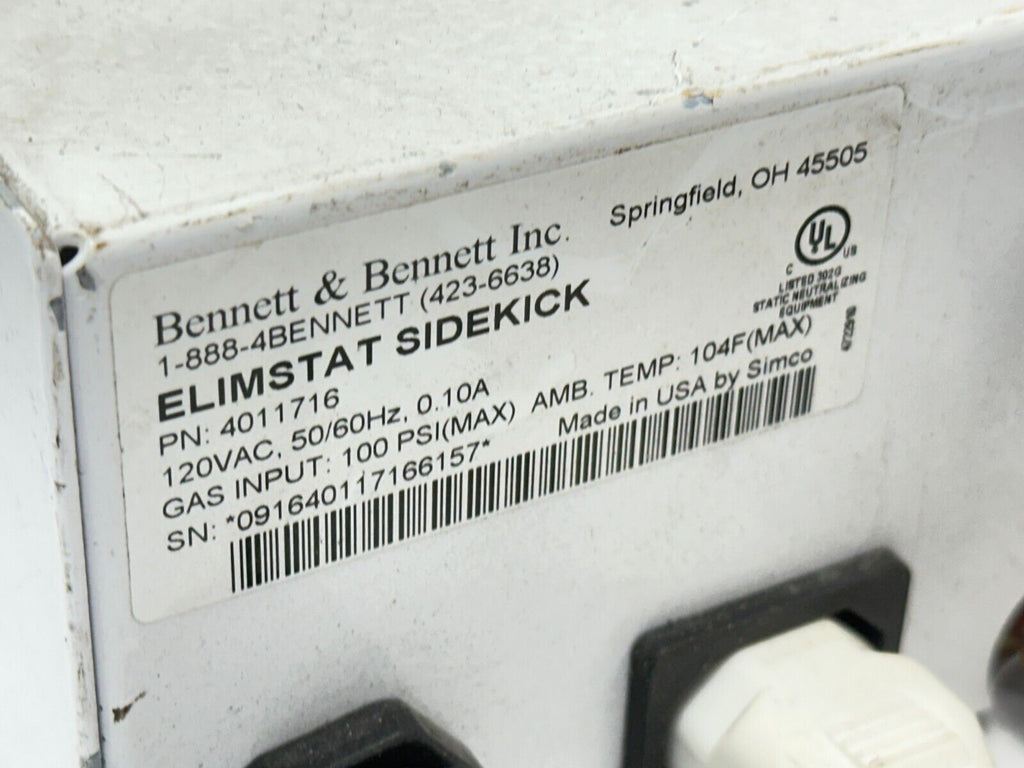 Bennett & Bennett Inc.
Springfield, OH 45505
1-888-4BENNETT (423-6638)
ELIMSTAT SIDEKICK
PN: 4011716
120VAC, 50/60Hz, 0.10A
GAS INPUT: 100 PSI(MAX) AMB. TEMP: 104F(MAX)
SN: *091640117166157*
Made in USA by Simco
UL
C US
LISTED 302G
STATIC NEUTRALIZING
EQUIPMENT